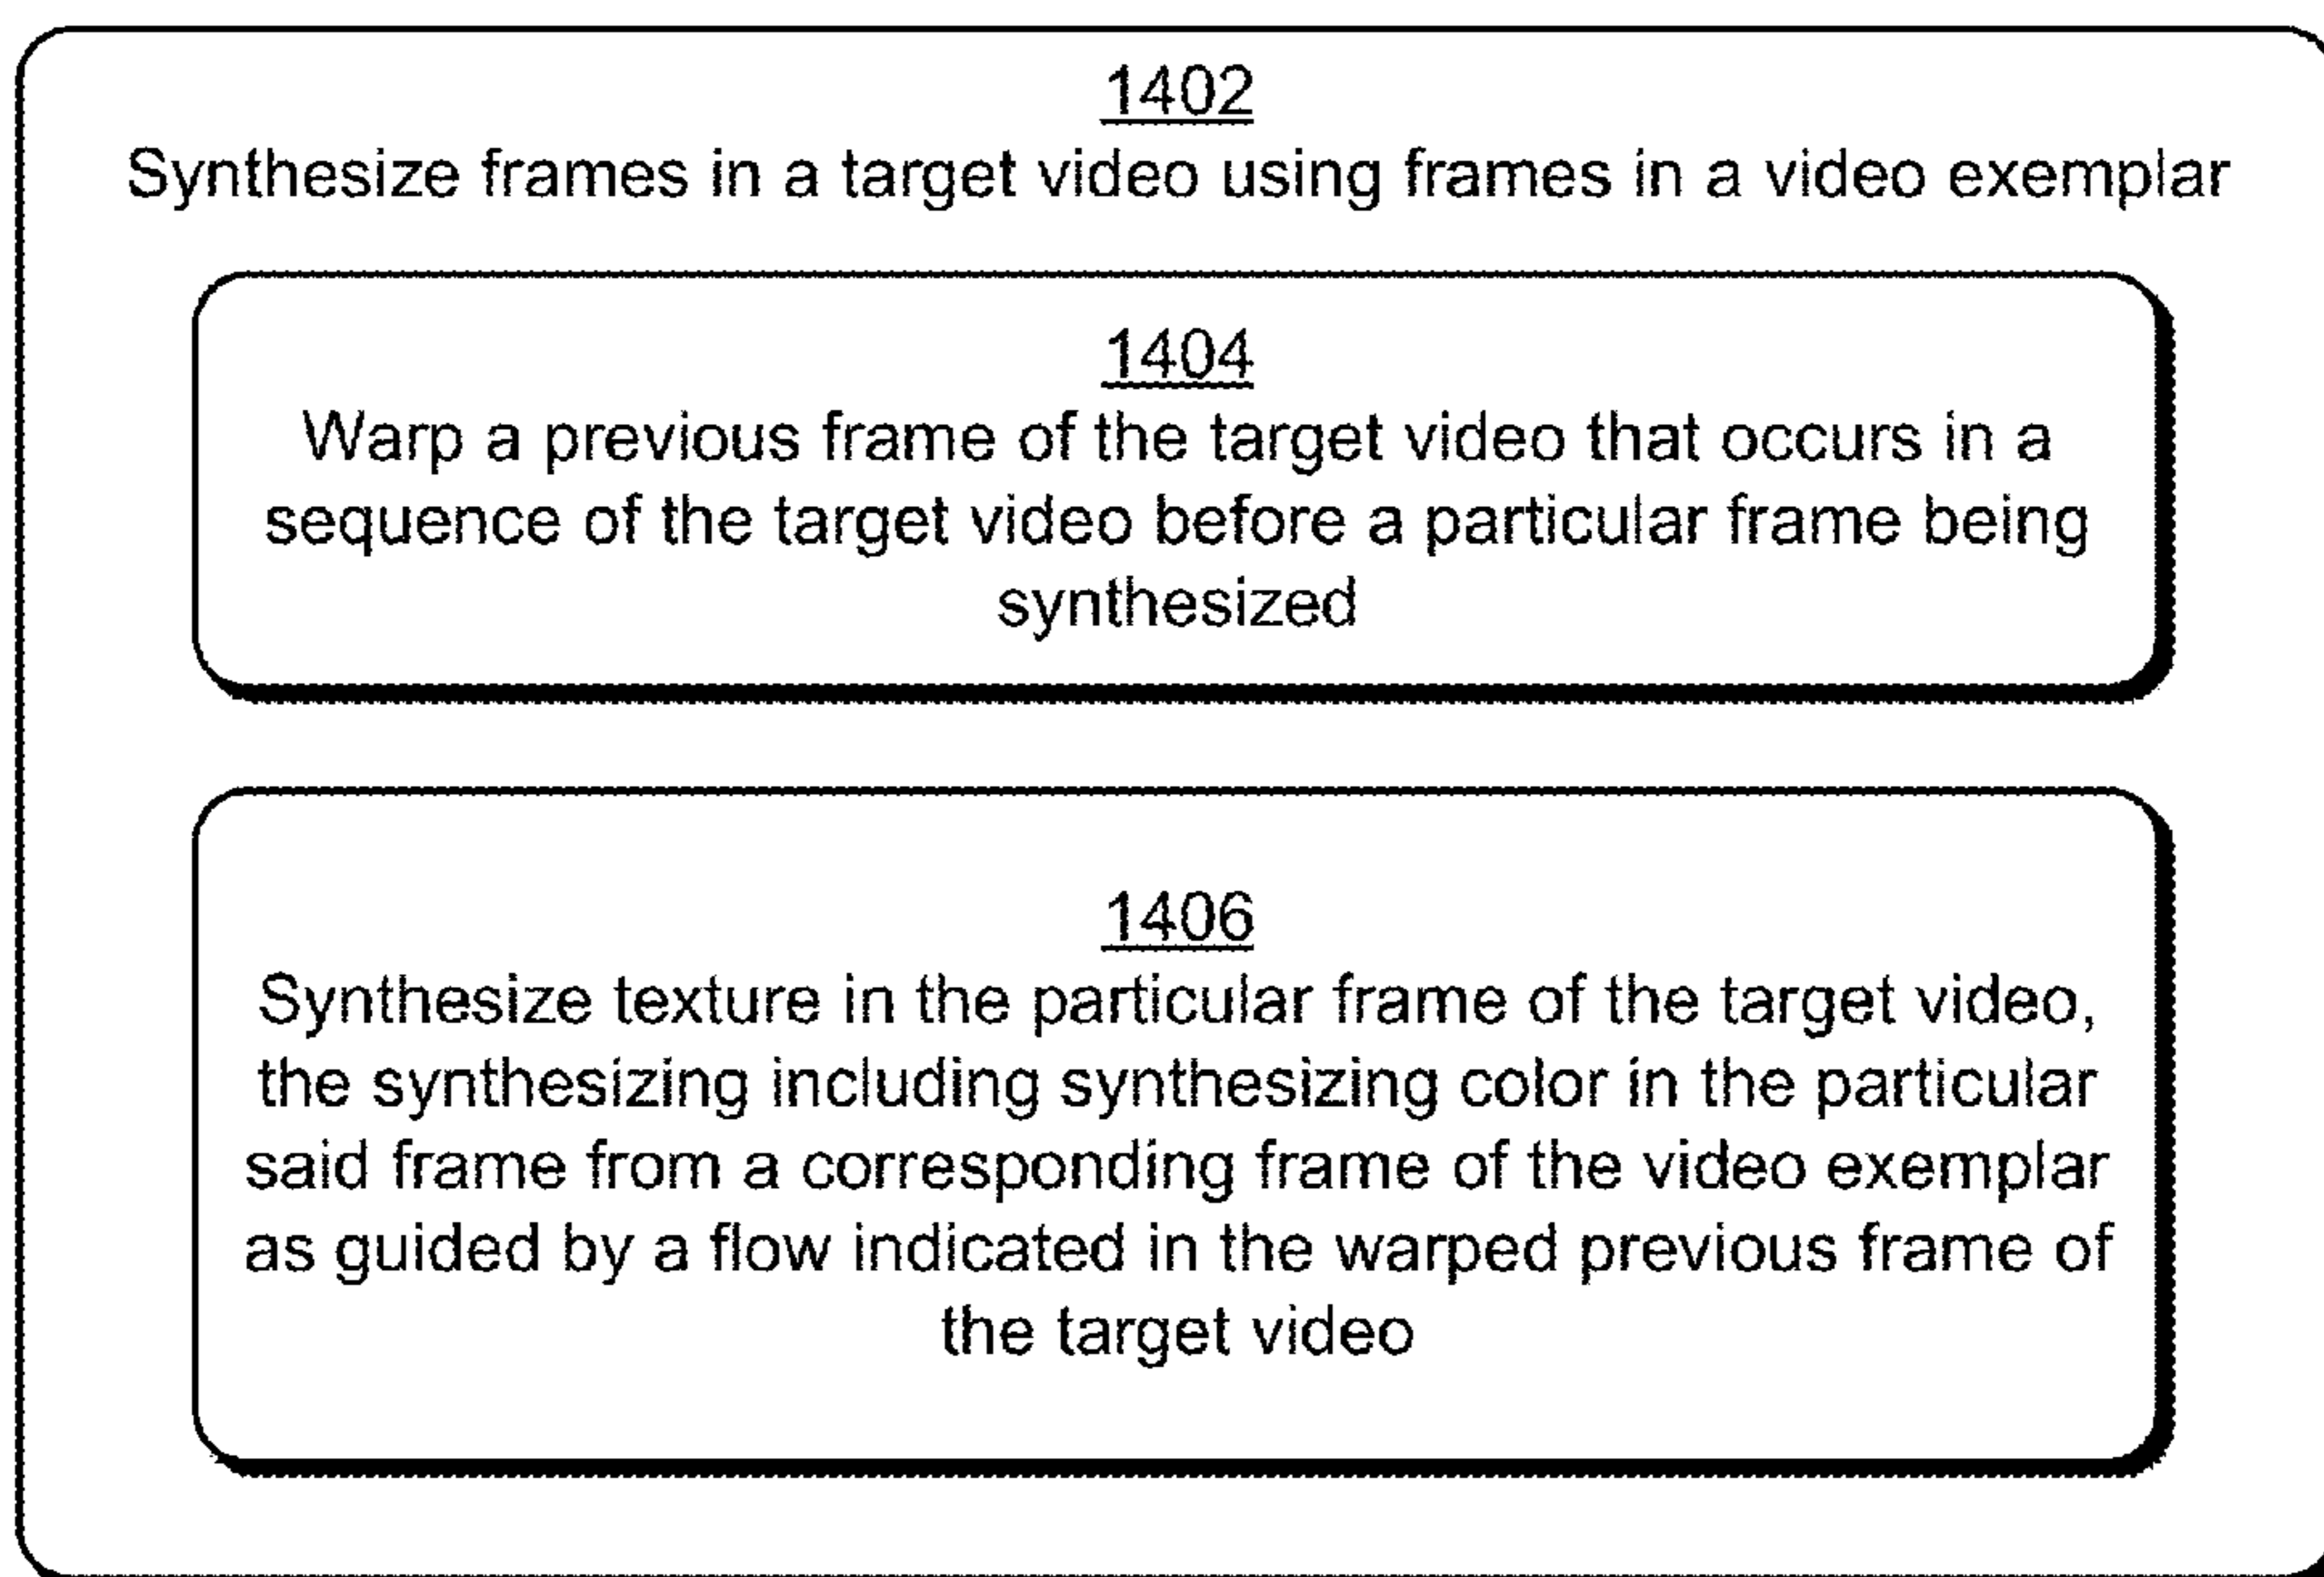 1402
Synthesize frames in a target video using frames in a video exemplar
1404
Warp a previous frame of the target video that occurs in a
sequence of the target video before a particular frame being
synthesized
1406
Synthesize texture in the particular frame of the target video,
the synthesizing including synthesizing color in the particular
said frame from a corresponding frame of the video exemplar
as guided by a flow indicated in the warped previous frame of
the target video